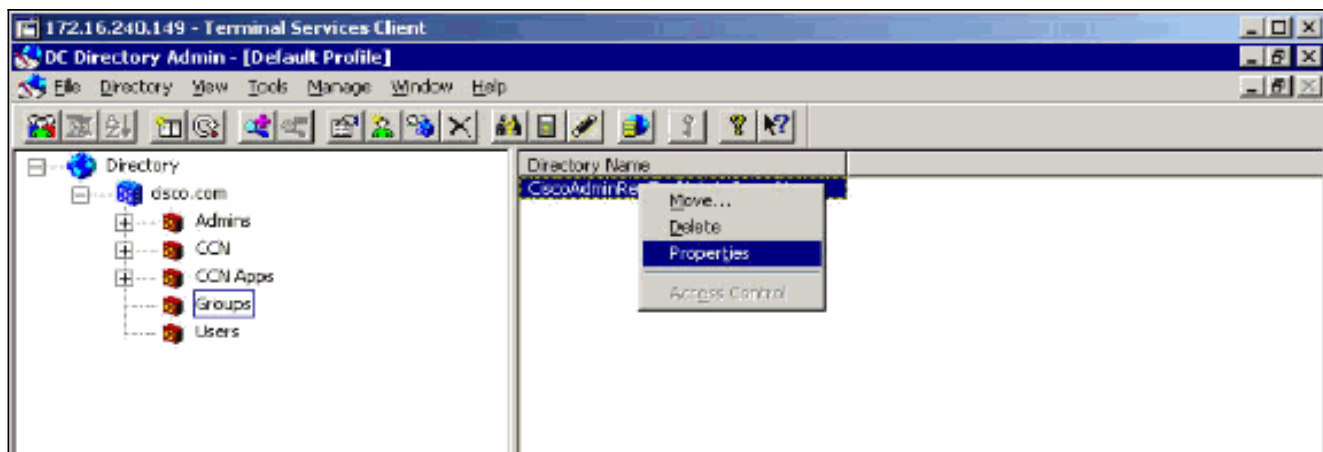 172.16.240.149 - Terminal Services Client
DC Directory Admin - [Default Profile]
File Directory View Tools Manage Window Help
Directory
cisco.com
Admins
CCN
CCN Apps
Groups
Users
Directory Name
Move...
Delete
Properties
Access Control